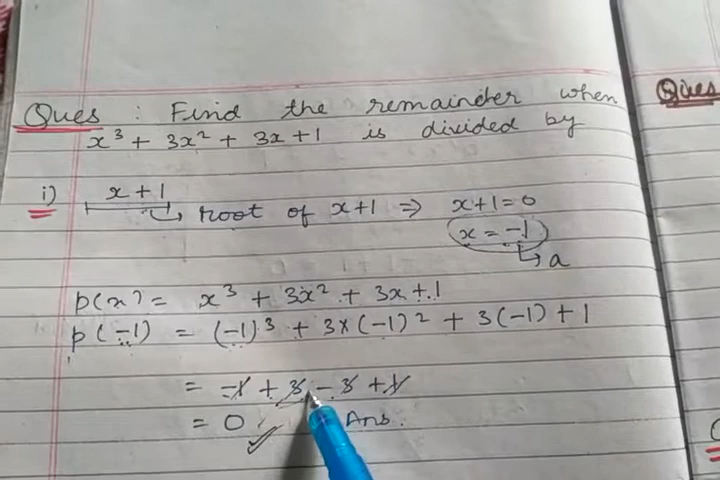 Ques : Find the remainder when
x³ + 3x² + 3x + 1 is divided by
i) x + 1
root of x+1 ⇒ x+1=0
x = -1
a
p(x) = x³ + 3x² + 3x + 1
p(-1) = (-1)³ + 3×(-1)² + 3(-1) + 1
= -1 + 3 - 3 + 1
= 0 Ans.
Ques